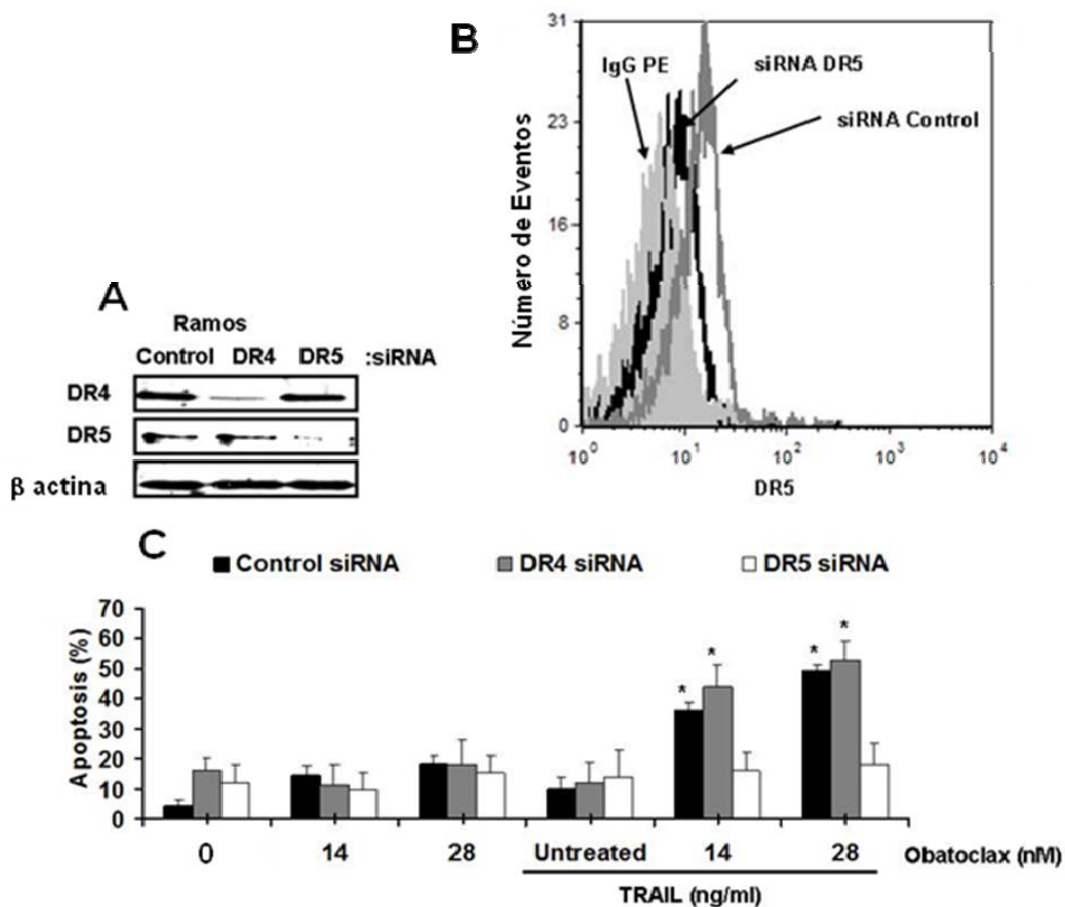 A
Ramos
Control DR4 DR5 :siRNA
DR4
DR5
β actina
B
IgG PE
siRNA DR5
siRNA Control
Número de Eventos
31
23
16
8
0
10⁰ 10¹ 10² 10³ 10⁴
DR5
C
Control siRNA DR4 siRNA DR5 siRNA
Apoptosis (%)
70
60
50
40
30
20
10
0
* * * *
0 14 28 Untreated 14 28 Obatoclax (nM)
TRAIL (ng/ml)